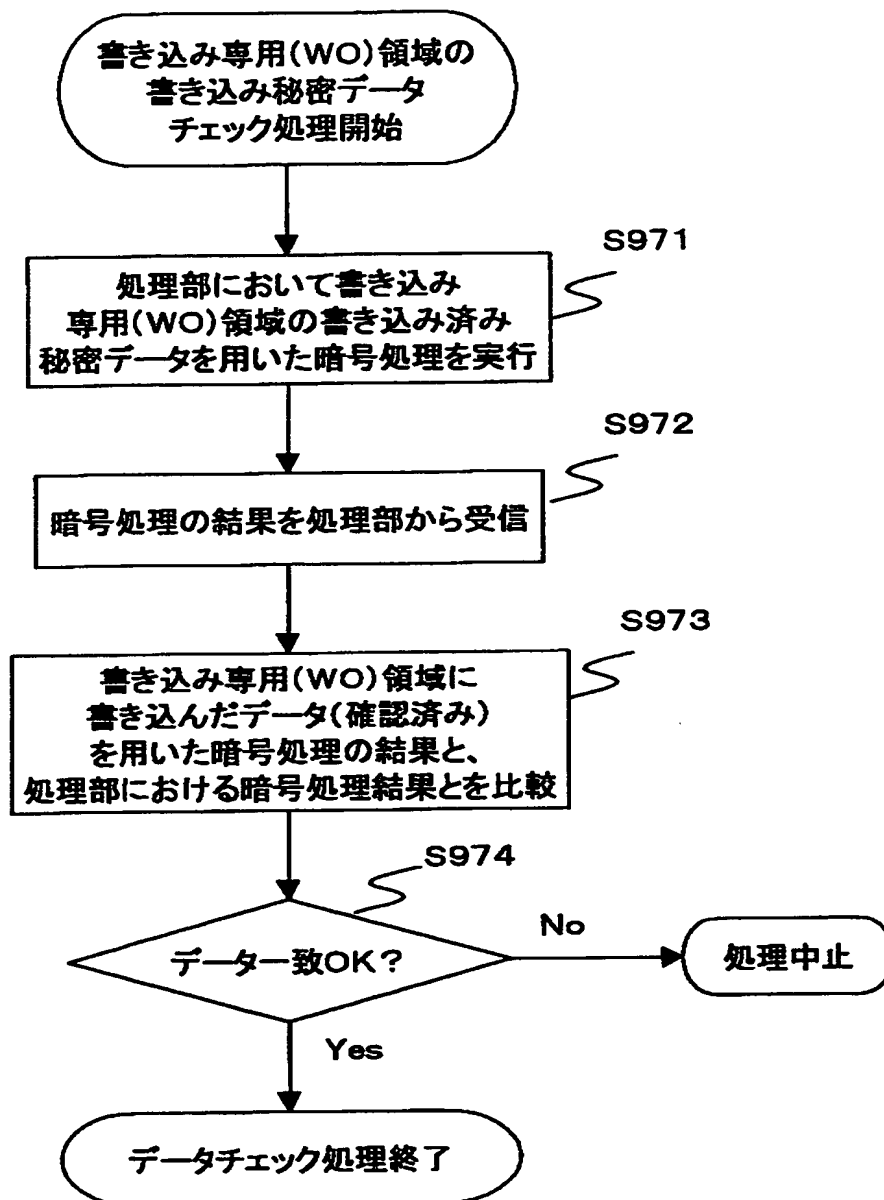 書き込み専用(WO)領域の
書き込み秘密データ
チェック処理開始
S971
処理部において書き込み
専用(WO)領域の書き込み済み
秘密データを用いた暗号処理を実行
S972
暗号処理の結果を処理部から受信
S973
書き込み専用(WO)領域に
書き込んだデータ(確認済み)
を用いた暗号処理の結果と、
処理部における暗号処理結果とを比較
S974
データ一致OK?
No
処理中止
Yes
データチェック処理終了